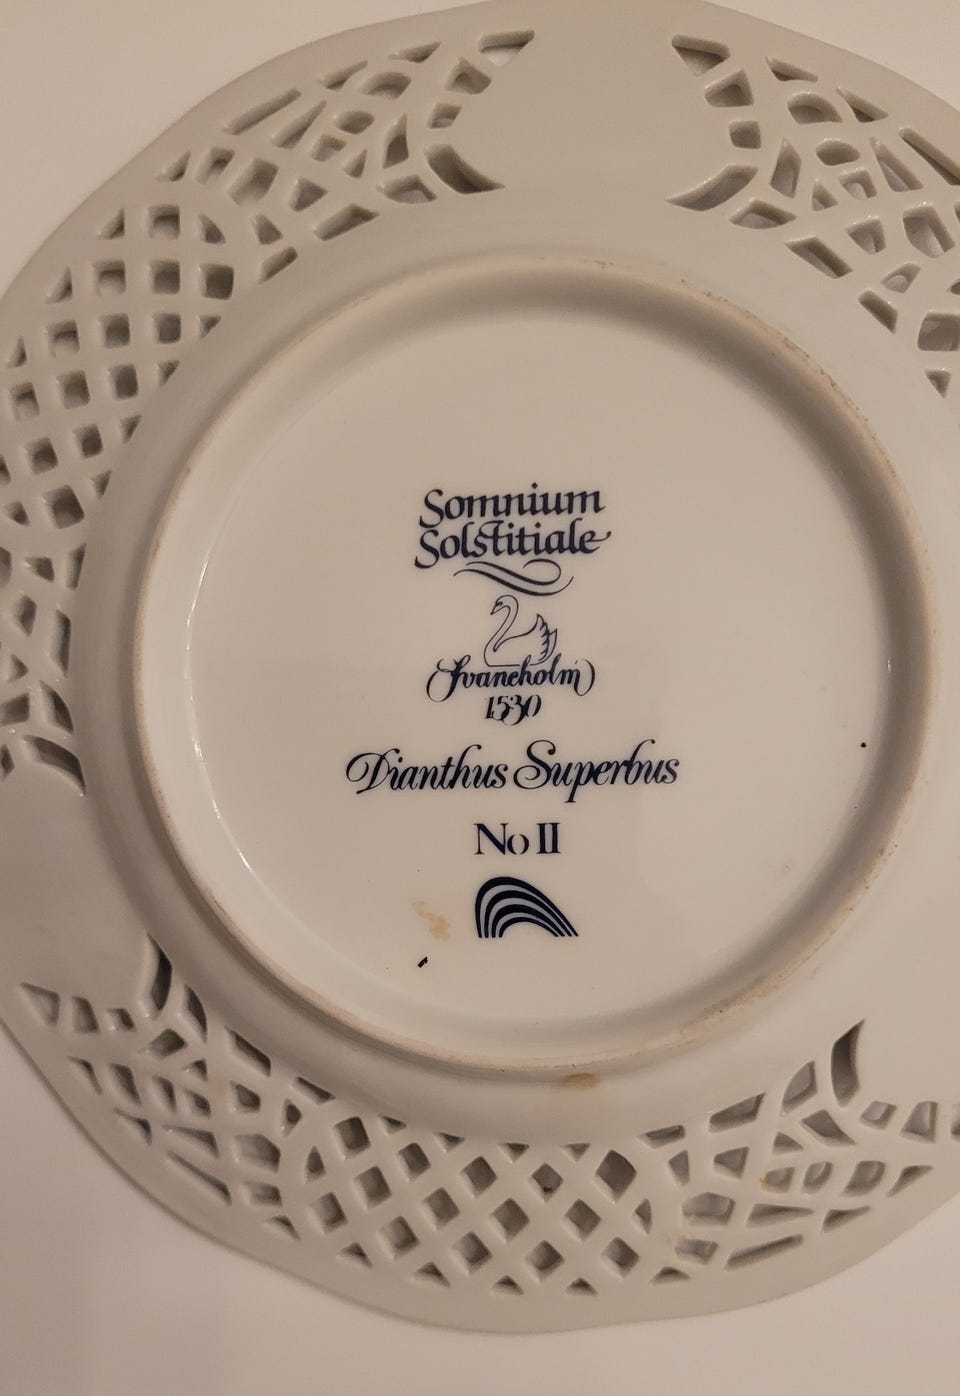 Somnium
Solstitiale
Svaneholm
1530
Dianthus Superbus
No II